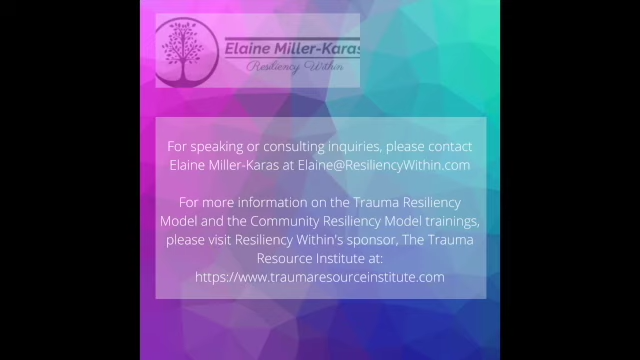 Elaine Miller-Karas
Resiliency Within
For speaking or consulting inquiries, please contact
Elaine Miller-Karas at Elaine@ResiliencyWithin.com
For more information on the Trauma Resiliency
Model and the Community Resiliency Model trainings,
please visit Resiliency Within's sponsor, The Trauma
Resource Institute at:
https://www.traumaresourceinstitute.com